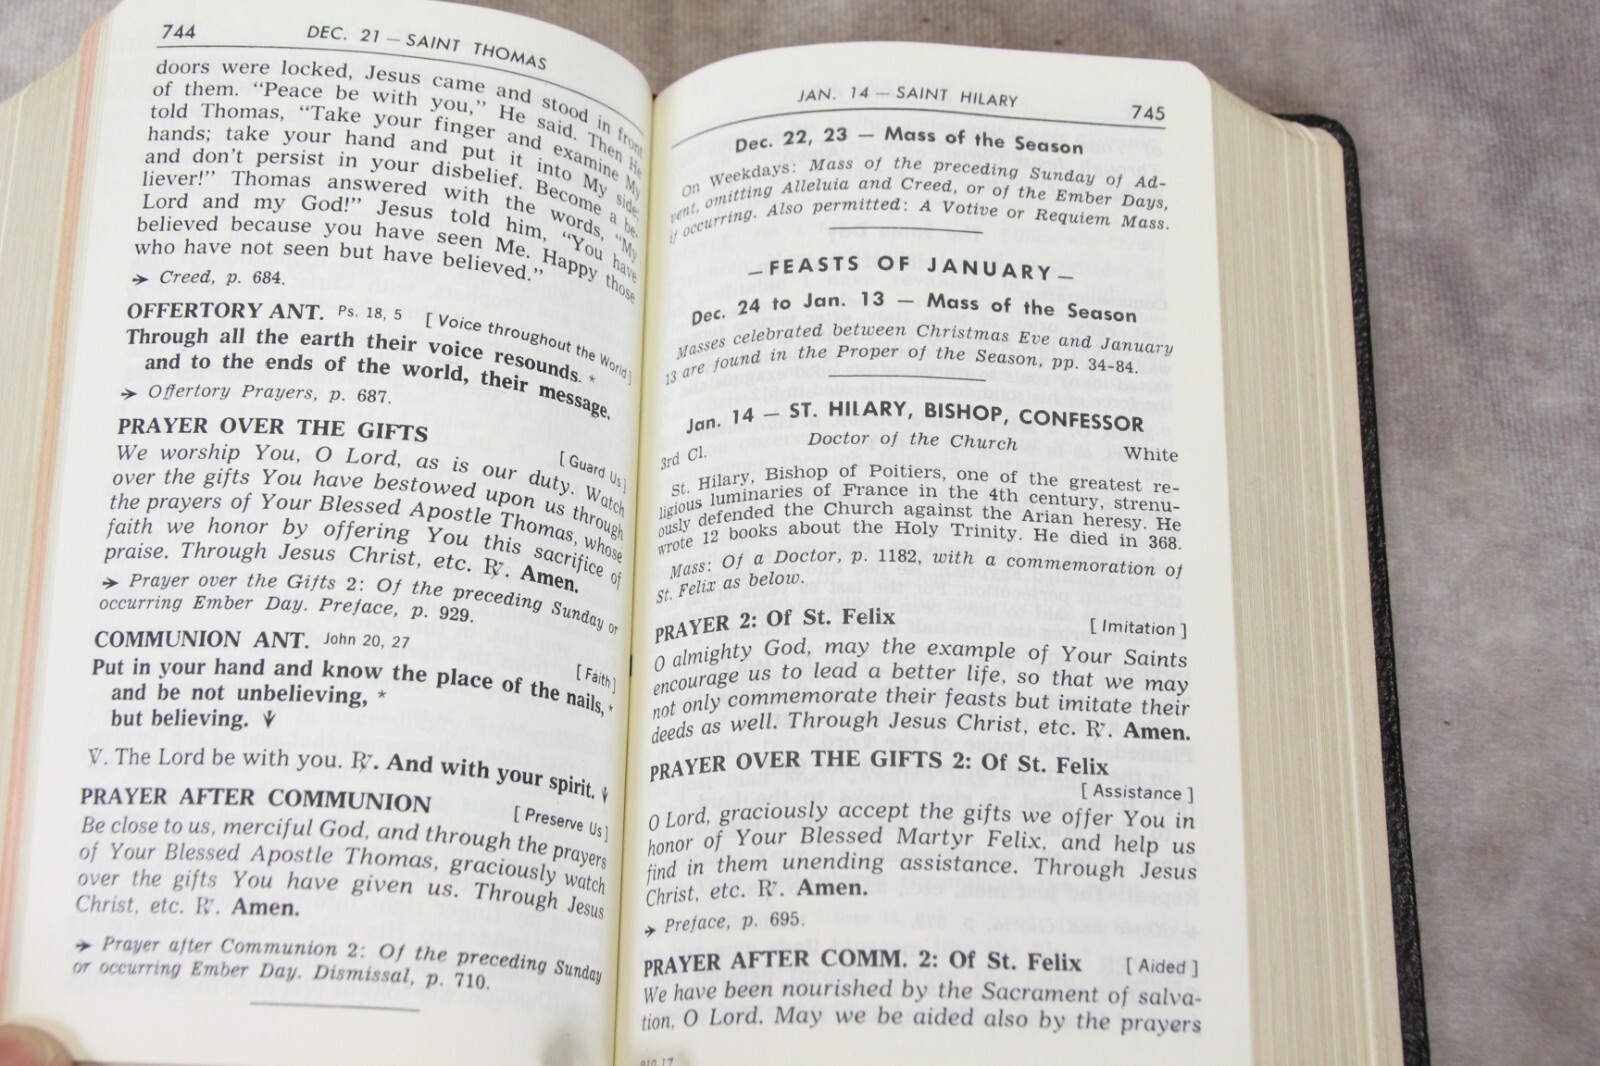 744 DEC. 21 — SAINT THOMAS
doors were locked, Jesus came and stood in front
of them. “Peace be with you,” He said. Then He
told Thomas, “Take your finger and examine My
hands; take your hand and put it into My side;
and don’t persist in your disbelief. Become a be-
liever!” Thomas answered with the words, “My
Lord and my God!” Jesus told him, “You have
believed because you have seen Me. Happy those
who have not seen but have believed.”
➔ Creed, p. 684.
OFFERTORY ANT. Ps. 18, 5 [ Voice throughout the World ]
Through all the earth their voice resounds. *
and to the ends of the world, their message.
➔ Offertory Prayers, p. 687.
PRAYER OVER THE GIFTS [ Guard Us ]
We worship You, O Lord, as is our duty. Watch
over the gifts You have bestowed upon us through
the prayers of Your Blessed Apostle Thomas, whose
faith we honor by offering You this sacrifice of
praise. Through Jesus Christ, etc. ℟. Amen.
➔ Prayer over the Gifts 2: Of the preceding Sunday or
occurring Ember Day. Preface, p. 929.
COMMUNION ANT. John 20, 27 [ Faith ]
Put in your hand and know the place of the nails, *
and be not unbelieving, *
but believing. ↓
℣. The Lord be with you. ℟. And with your spirit. ↓
PRAYER AFTER COMMUNION [ Preserve Us ]
Be close to us, merciful God, and through the prayers
of Your Blessed Apostle Thomas, graciously watch
over the gifts You have given us. Through Jesus
Christ, etc. ℟. Amen.
➔ Prayer after Communion 2: Of the preceding Sunday
or occurring Ember Day. Dismissal, p. 710.
JAN. 14 — SAINT HILARY 745
Dec. 22, 23 — Mass of the Season
On Weekdays: Mass of the preceding Sunday of Ad-
vent, omitting Alleluia and Creed, or of the Ember Days,
if occurring. Also permitted: A Votive or Requiem Mass.
— FEASTS OF JANUARY —
Dec. 24 to Jan. 13 — Mass of the Season
Masses celebrated between Christmas Eve and January
13 are found in the Proper of the Season, pp. 34-84.
Jan. 14 — ST. HILARY, BISHOP, CONFESSOR
3rd Cl. Doctor of the Church White
St. Hilary, Bishop of Poitiers, one of the greatest re-
ligious luminaries of France in the 4th century, strenu-
ously defended the Church against the Arian heresy. He
wrote 12 books about the Holy Trinity. He died in 368.
Mass: Of a Doctor, p. 1182, with a commemoration of
St. Felix as below.
PRAYER 2: Of St. Felix [ Imitation ]
O almighty God, may the example of Your Saints
encourage us to lead a better life, so that we may
not only commemorate their feasts but imitate their
deeds as well. Through Jesus Christ, etc. ℟. Amen.
PRAYER OVER THE GIFTS 2: Of St. Felix
[ Assistance ]
O Lord, graciously accept the gifts we offer You in
honor of Your Blessed Martyr Felix, and help us
find in them unending assistance. Through Jesus
Christ, etc. ℟. Amen.
➔ Preface, p. 695.
PRAYER AFTER COMM. 2: Of St. Felix [ Aided ]
We have been nourished by the Sacrament of salva-
tion, O Lord. May we be aided also by the prayers